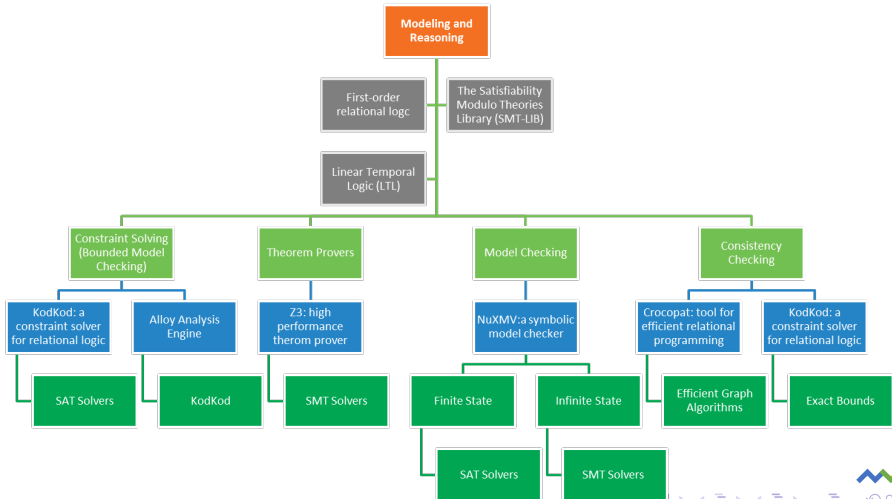 Modeling and
Reasoning
First-order
relational logc
The Satisfiability
Modulo Theories
Library (SMT-LIB)
Linear Temporal
Logic (LTL)
Constraint Solving
(Bounded Model
Checking)
Theorem Provers
Model Checking
Consistency
Checking
KodKod: a
constraint solver
for relational logic
Alloy Analysis
Engine
Z3: high
performance
therom prover
NuXMV:a symbolic
model checker
Crocopat: tool for
efficient relational
programming
KodKod: a
constraint solver
for relational logic
SAT Solvers
KodKod
SMT Solvers
Finite State
Infinite State
Efficient Graph
Algorithms
Exact Bounds
SAT Solvers
SMT Solvers